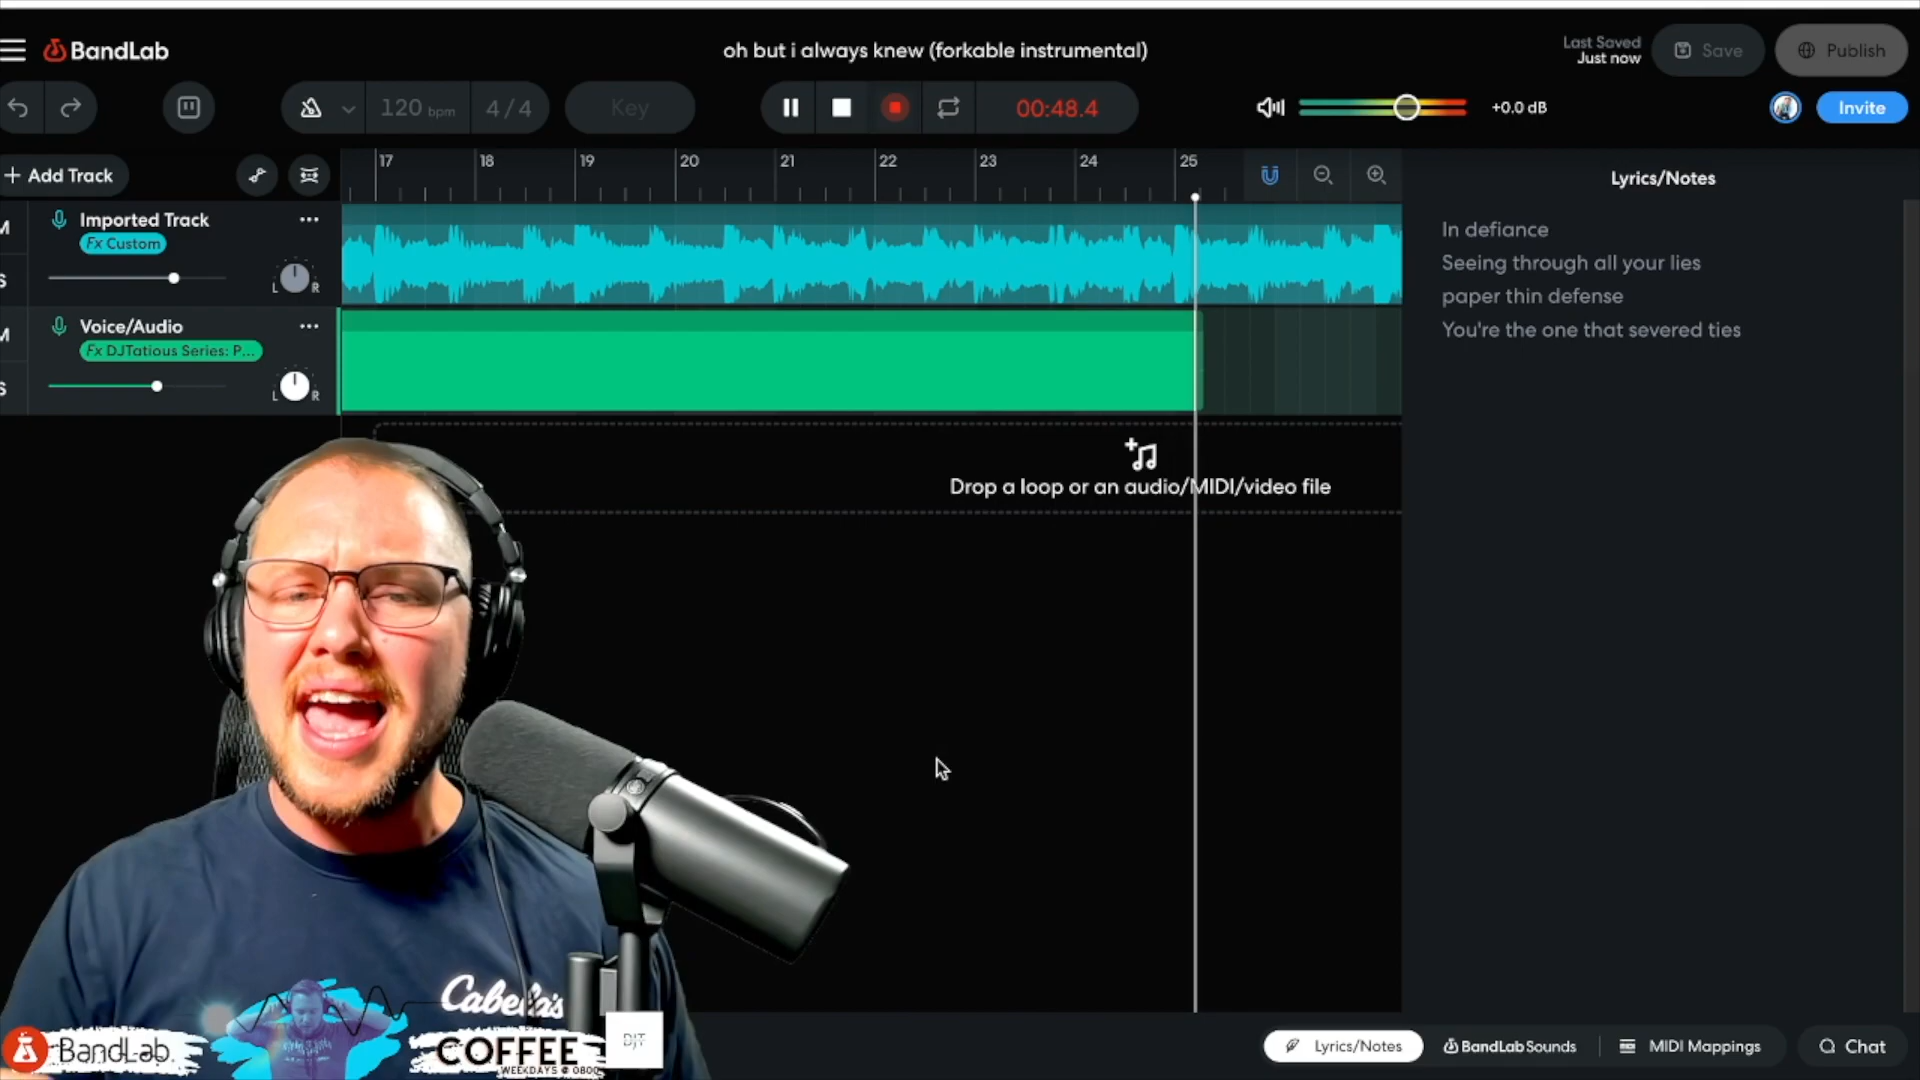 BandLab
oh but i always knew (forkable instrumental)
Last Saved
Just now
Save
Publish
120 bpm
4 / 4
Key
00:48.4
+0.0 dB
Invite
+ Add Track
17 18 19 20 21 22 23 24 25
Lyrics/Notes
M
Imported Track
Fx Custom
S
L R
M
Voice/Audio
Fx DJTatious Series: P...
S
L R
In defiance
Seeing through all your lies
paper thin defense
You're the one that severed ties
Drop a loop or an audio/MIDI/video file
Cabela's
BandLab
COFFEE
WEEKDAYS @ 0800
DJT
Lyrics/Notes
BandLab Sounds
MIDI Mappings
Chat